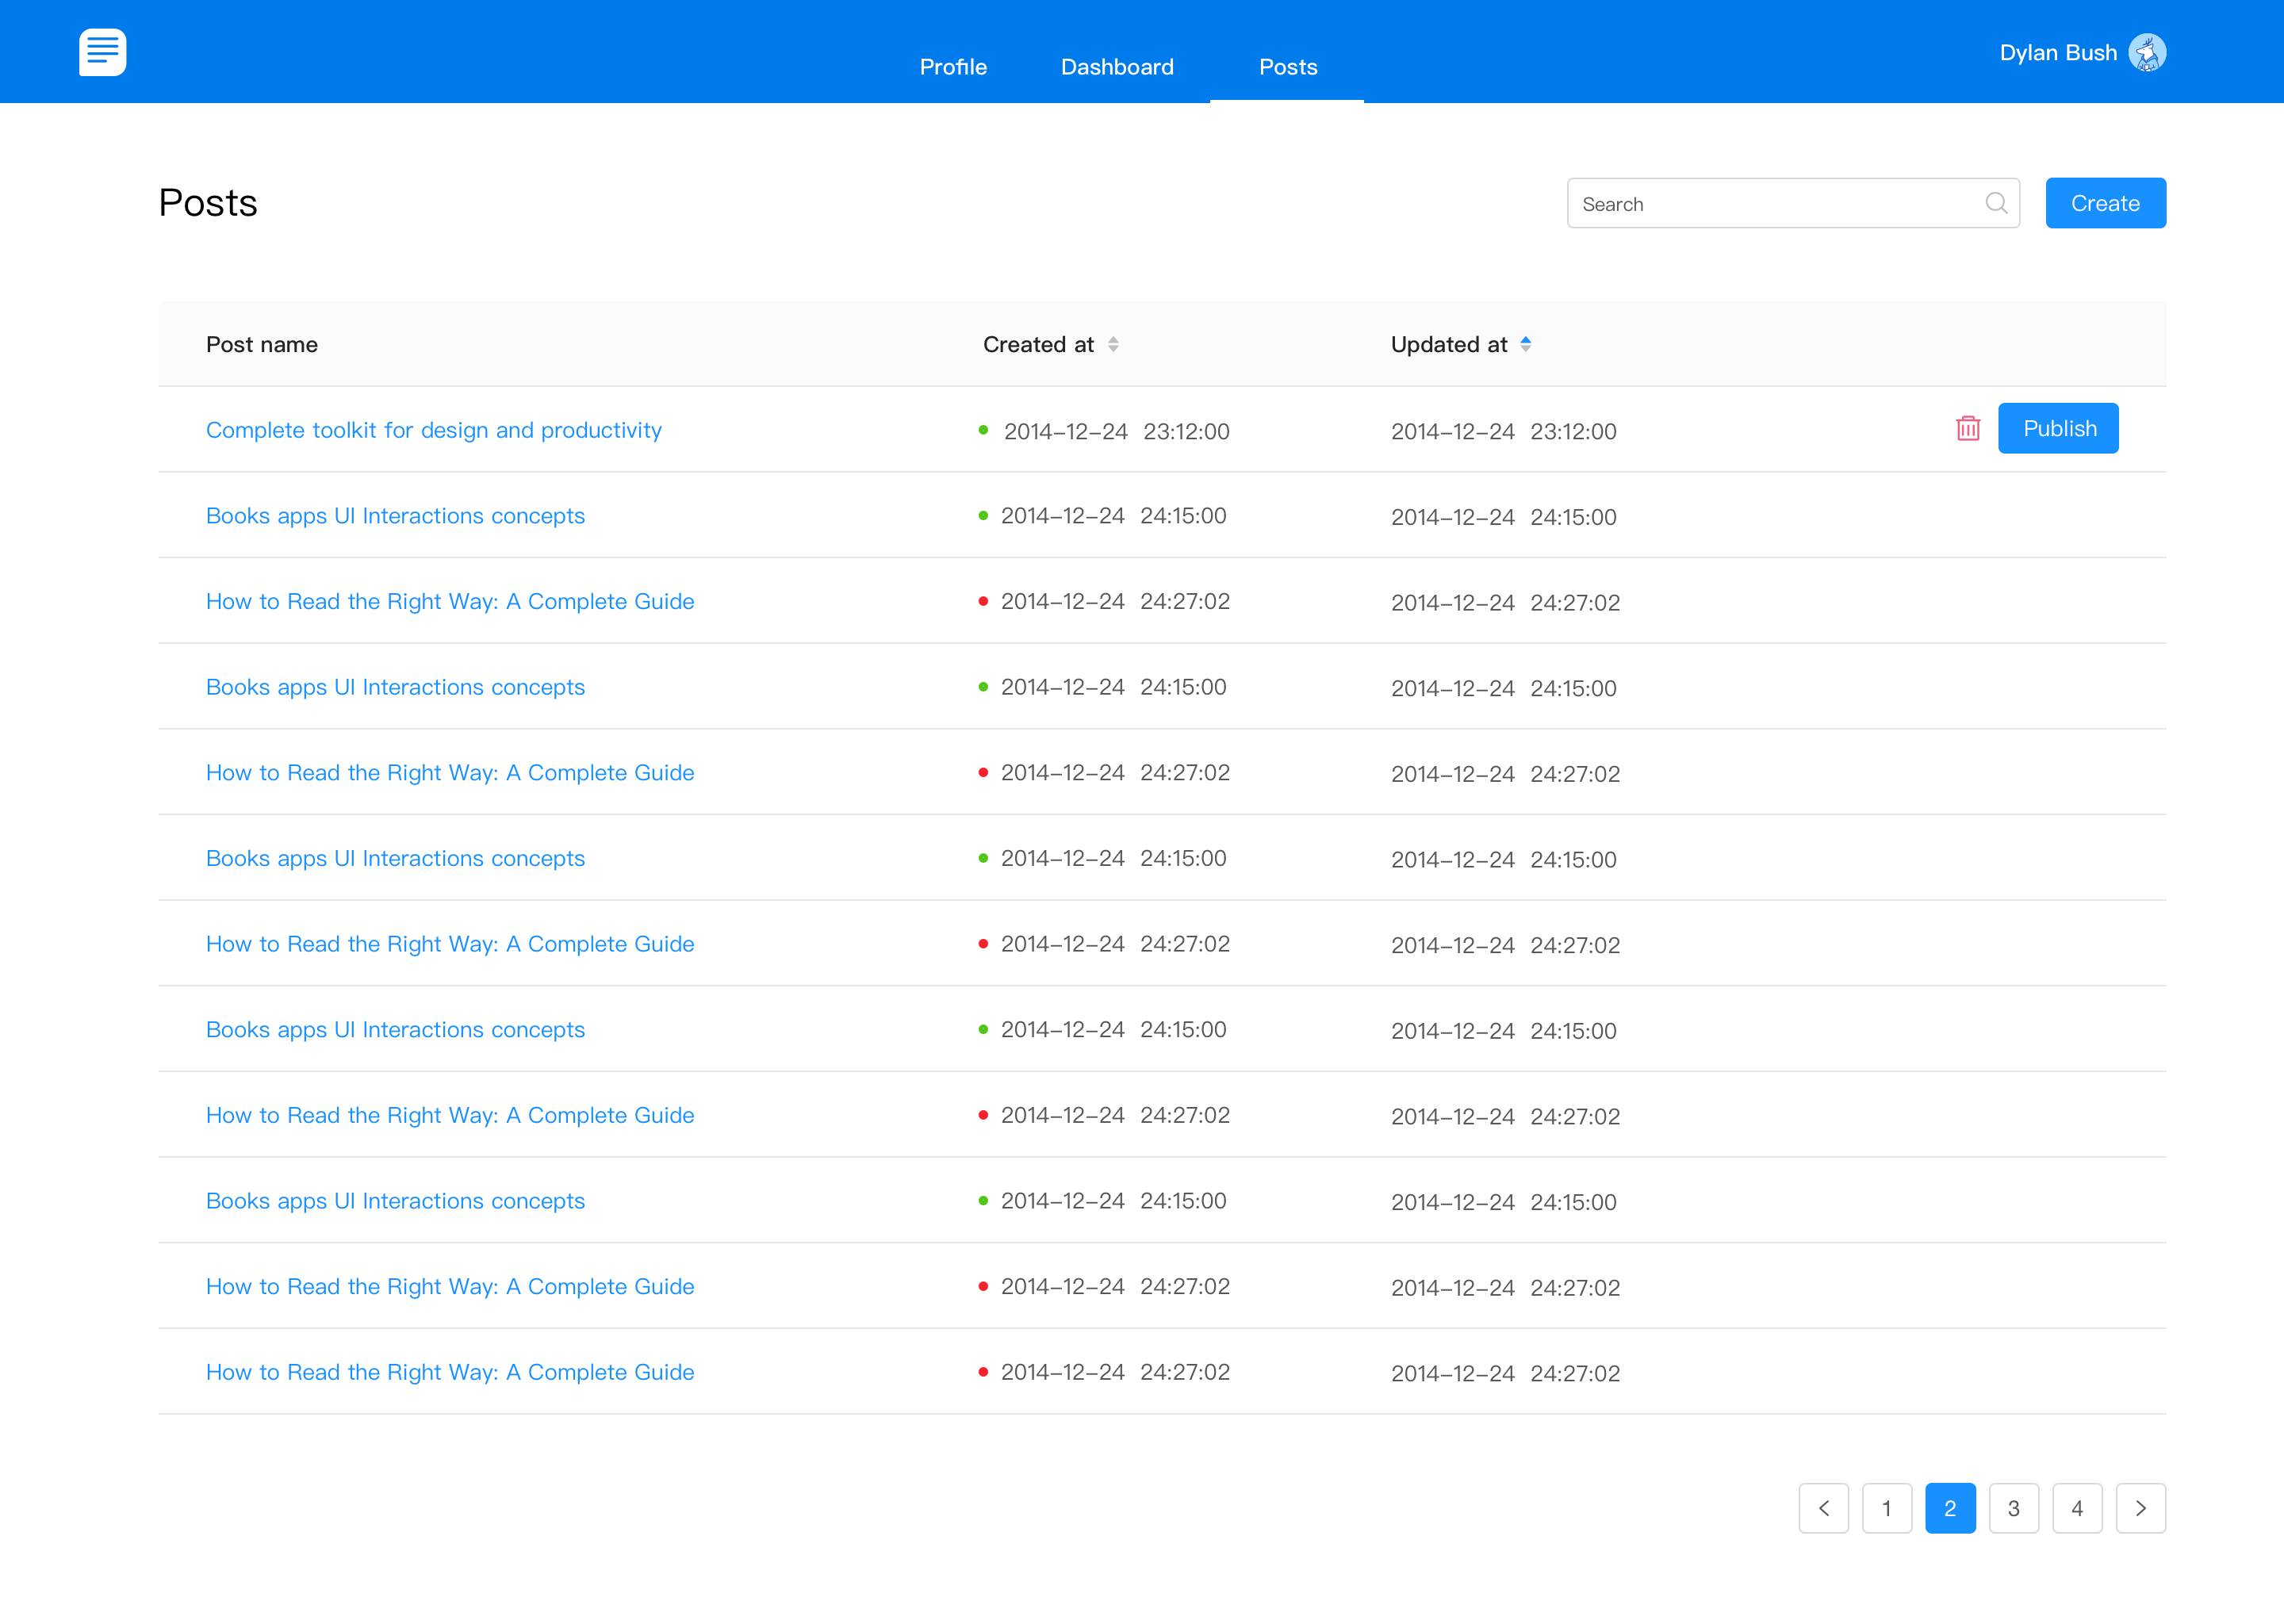 Profile Dashboard Posts Dylan Bush
Posts Search Create
Post name Created at Updated at
Complete toolkit for design and productivity 2014-12-24 23:12:00 2014-12-24 23:12:00 Publish
Books apps UI Interactions concepts 2014-12-24 24:15:00 2014-12-24 24:15:00
How to Read the Right Way: A Complete Guide 2014-12-24 24:27:02 2014-12-24 24:27:02
Books apps UI Interactions concepts 2014-12-24 24:15:00 2014-12-24 24:15:00
How to Read the Right Way: A Complete Guide 2014-12-24 24:27:02 2014-12-24 24:27:02
Books apps UI Interactions concepts 2014-12-24 24:15:00 2014-12-24 24:15:00
How to Read the Right Way: A Complete Guide 2014-12-24 24:27:02 2014-12-24 24:27:02
Books apps UI Interactions concepts 2014-12-24 24:15:00 2014-12-24 24:15:00
How to Read the Right Way: A Complete Guide 2014-12-24 24:27:02 2014-12-24 24:27:02
Books apps UI Interactions concepts 2014-12-24 24:15:00 2014-12-24 24:15:00
How to Read the Right Way: A Complete Guide 2014-12-24 24:27:02 2014-12-24 24:27:02
How to Read the Right Way: A Complete Guide 2014-12-24 24:27:02 2014-12-24 24:27:02
1 2 3 4